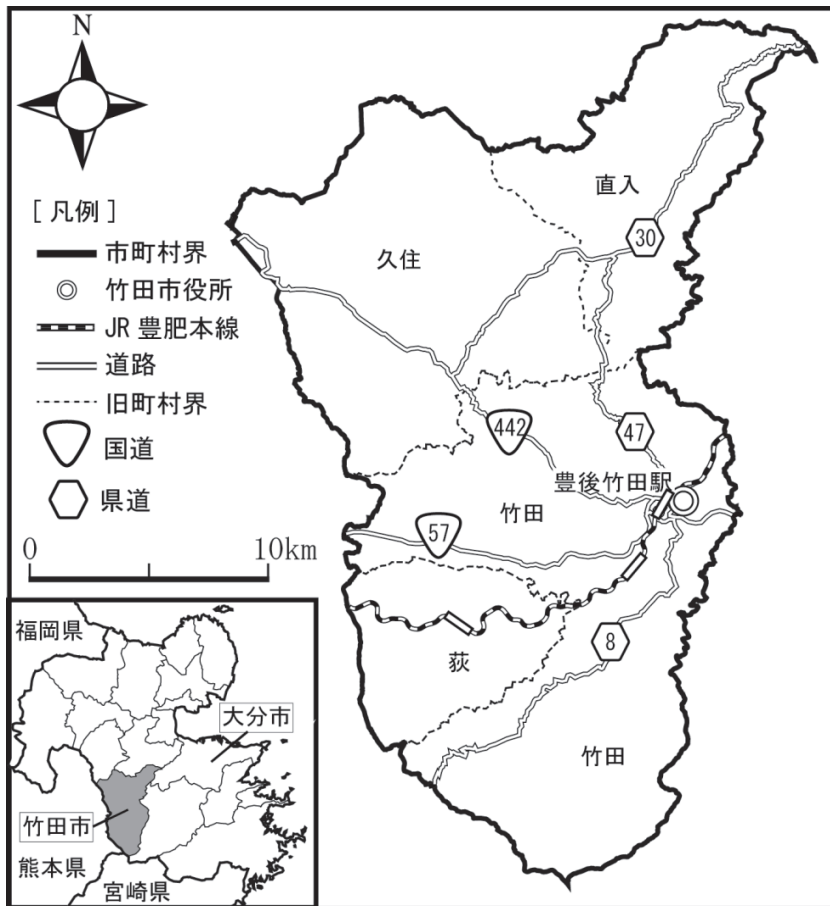 N
[ 凡例 ]
市町村界
竹田市役所
JR 豊肥本線
道路
旧町村界
国道
県道
0 10km
直入
30
久住
442
47
豊後竹田駅
竹田
57
荻
8
竹田
福岡県
大分市
竹田市
熊本県
宮崎県